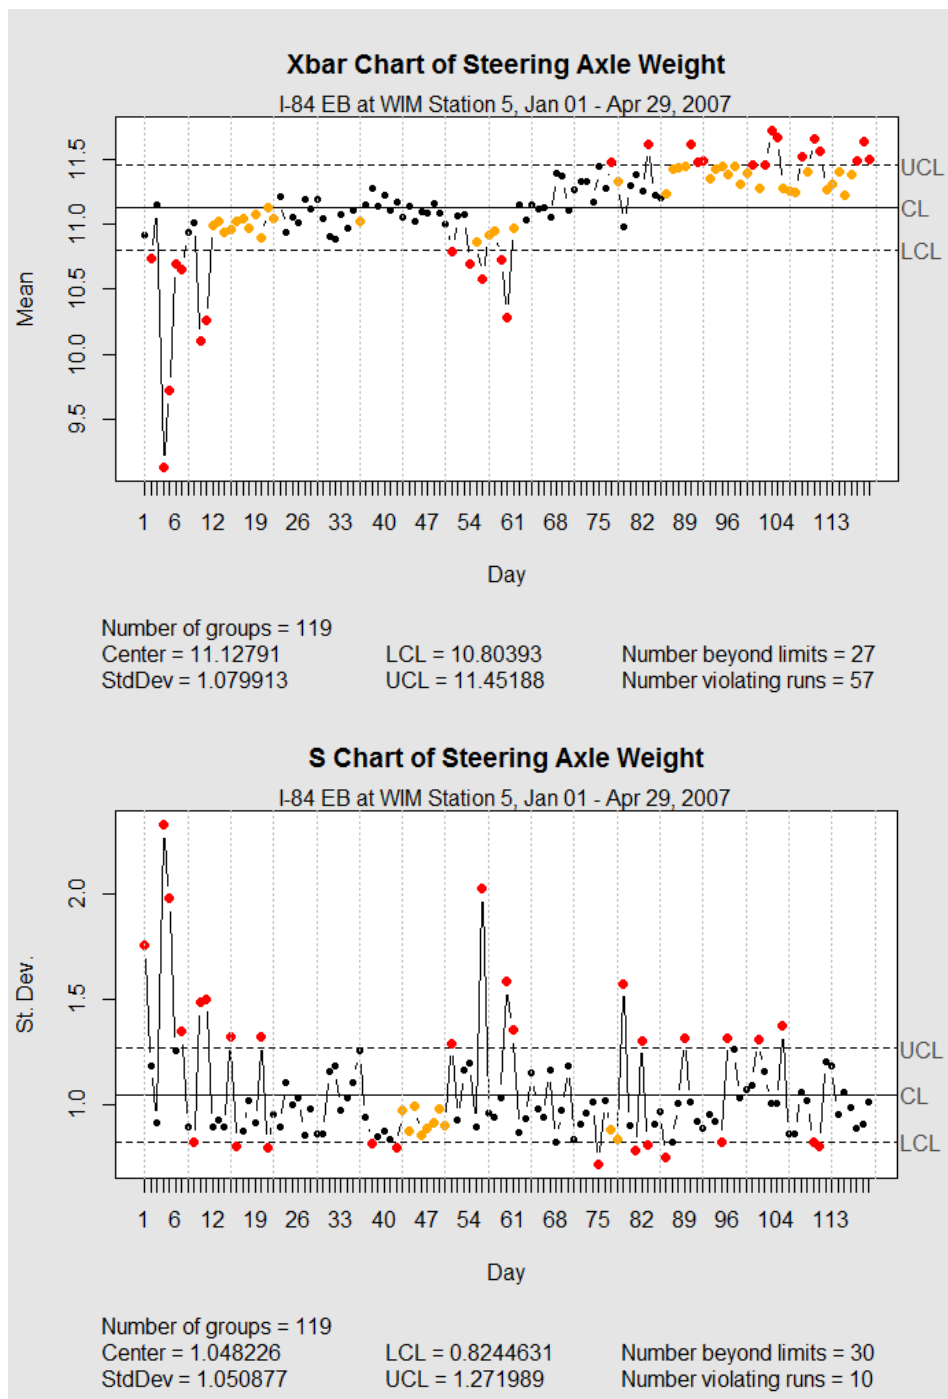 Xbar Chart of Steering Axle Weight
I-84 EB at WIM Station 5, Jan 01 - Apr 29, 2007
Mean
11.5
11.0
10.5
10.0
9.5
UCL
CL
LCL
1 6 12 19 26 33 40 47 54 61 68 75 82 89 96 104 113
Day
Number of groups = 119
Center = 11.12791 LCL = 10.80393 Number beyond limits = 27
StdDev = 1.079913 UCL = 11.45188 Number violating runs = 57
S Chart of Steering Axle Weight
I-84 EB at WIM Station 5, Jan 01 - Apr 29, 2007
St. Dev.
2.0
1.5
1.0
UCL
CL
LCL
1 6 12 19 26 33 40 47 54 61 68 75 82 89 96 104 113
Day
Number of groups = 119
Center = 1.048226 LCL = 0.8244631 Number beyond limits = 30
StdDev = 1.050877 UCL = 1.271989 Number violating runs = 10